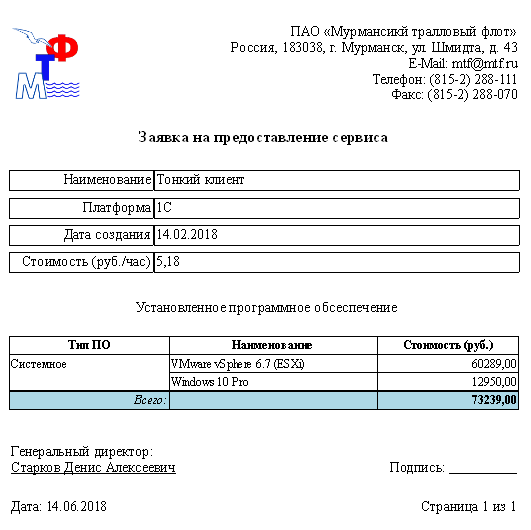 ПАО «Мурмансикй тралловый флот»
Россия, 183038, г. Мурманск, ул. Шмидта, д. 43
E-Mail: mtf@mtf.ru
Телефон: (815-2) 288-111
Факс: (815-2) 288-070
МТФ
Заявка на предоставление сервиса
Наименование Тонкий клиент
Платформа 1С
Дата создания 14.02.2018
Стоимость (руб./час) 5,18
Установленное программное обсеспечение
Тип ПО Наименование Стоимость (руб.)
Системное VMware vSphere 6.7 (ESXi) 60289,00
Windows 10 Pro 12950,00
Всего: 73239,00
Генеральный директор:
Старков Денис Алексеевич Подпись: __________
Дата: 14.06.2018 Страница 1 из 1